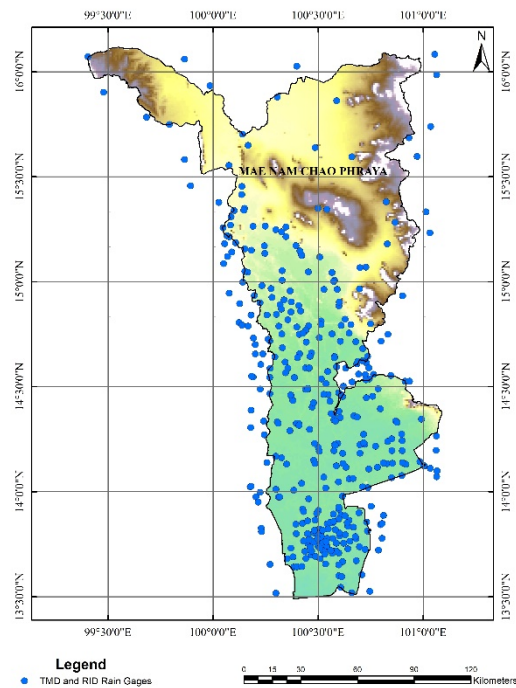 99°30'0"E 100°0'0"E 100°30'0"E 101°0'0"E
N
16°0'0"N 16°0'0"N
15°30'0"N 15°30'0"N
MAE NAM CHAO PHRAYA
15°0'0"N 15°0'0"N
14°30'0"N 14°30'0"N
14°0'0"N 14°0'0"N
13°30'0"N 13°30'0"N
99°30'0"E 100°0'0"E 100°30'0"E 101°0'0"E
Legend
TMD and RID Rain Gages
0 15 30 60 90 120
Kilometers